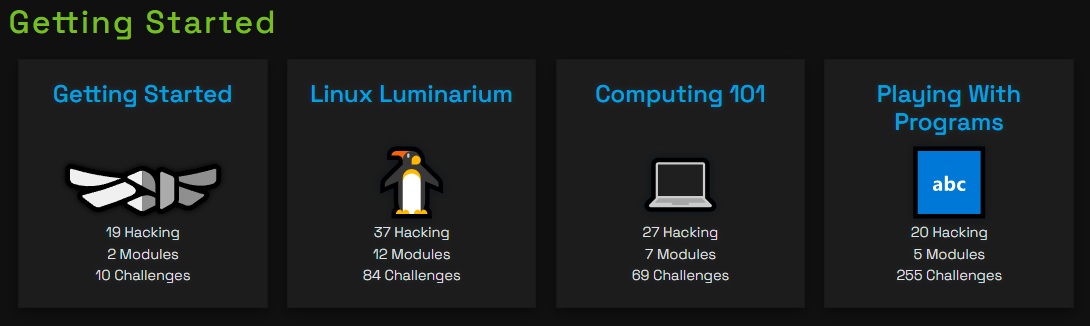 Getting Started
Getting Started
19 Hacking
2 Modules
10 Challenges
Linux Luminarium
37 Hacking
12 Modules
84 Challenges
Computing 101
27 Hacking
7 Modules
69 Challenges
Playing With
Programs
abc
20 Hacking
5 Modules
255 Challenges